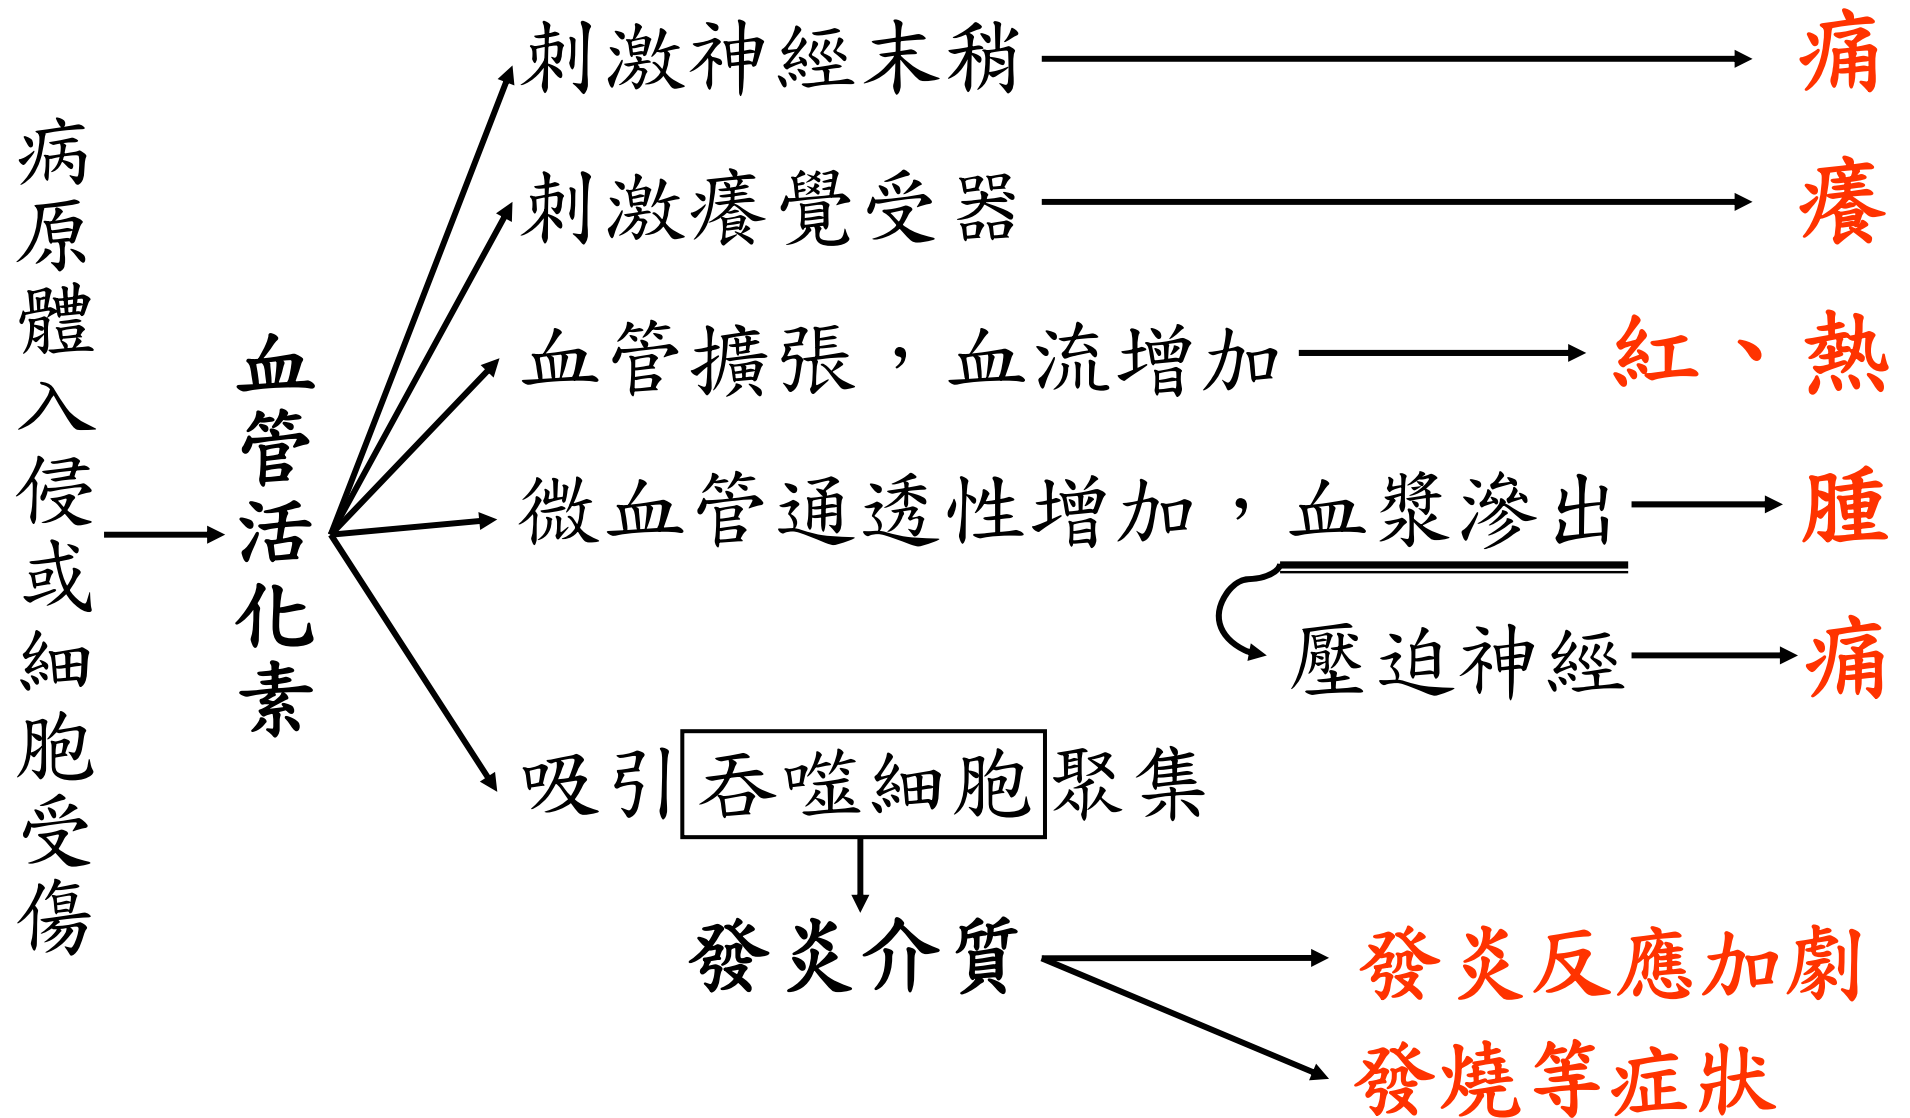 病原體入侵或細胞受傷
血管活化素
刺激神經末稍
痛
刺激癢覺受器
癢
血管擴張，血流增加
紅、熱
微血管通透性增加，血漿滲出
腫
壓迫神經
痛
吸引吞噬細胞聚集
發炎介質
發炎反應加劇
發燒等症狀